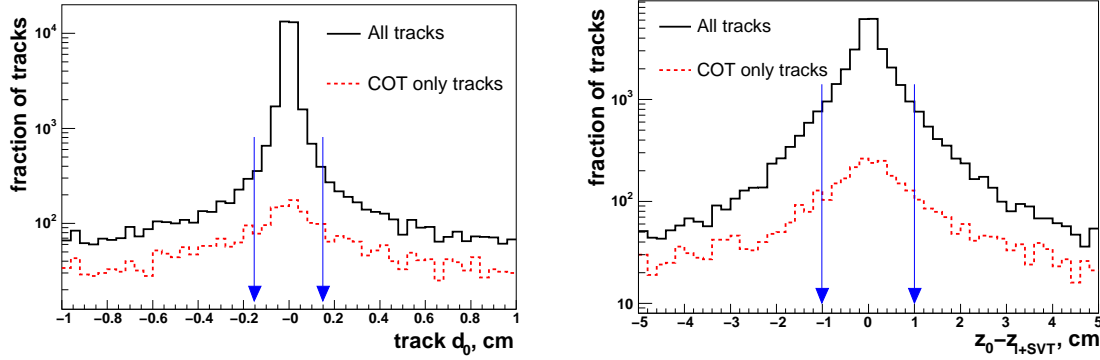 fraction of tracks
10⁴
10³
10²
All tracks
COT only tracks
−1 −0.8 −0.6 −0.4 −0.2 −0 0.2 0.4 0.6 0.8 1
track d₀, cm
fraction of tracks
10³
10²
10
All tracks
COT only tracks
−5 −4 −3 −2 −1 0 1 2 3 4 5
z₀−z_{l+SVT}, cm